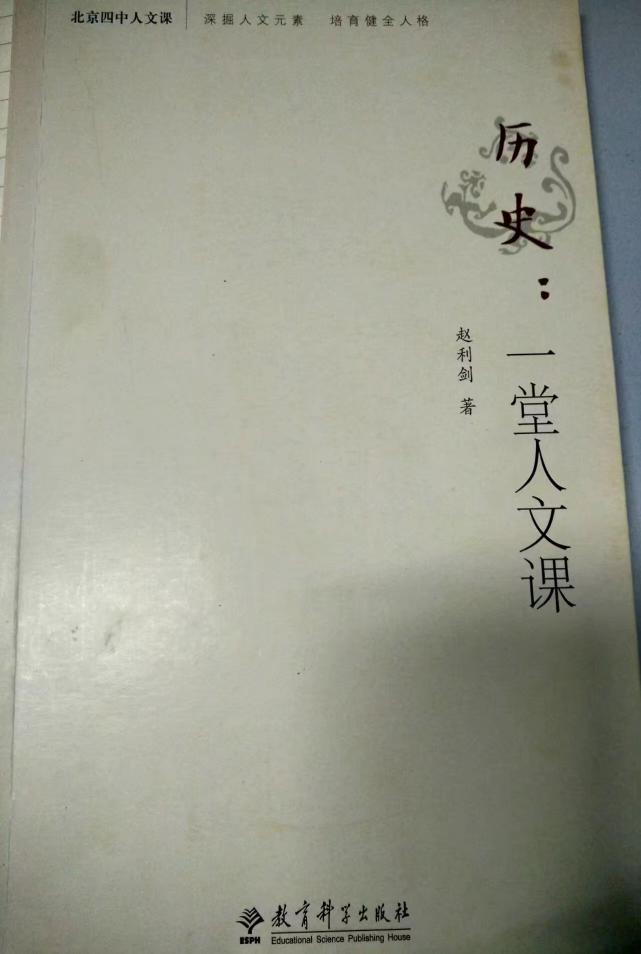 北京四中人文课 深掘人文元素 培育健全人格
历史：
一堂人文课
赵利剑 著
教育科学出版社
ESPH Educational Science Publishing House